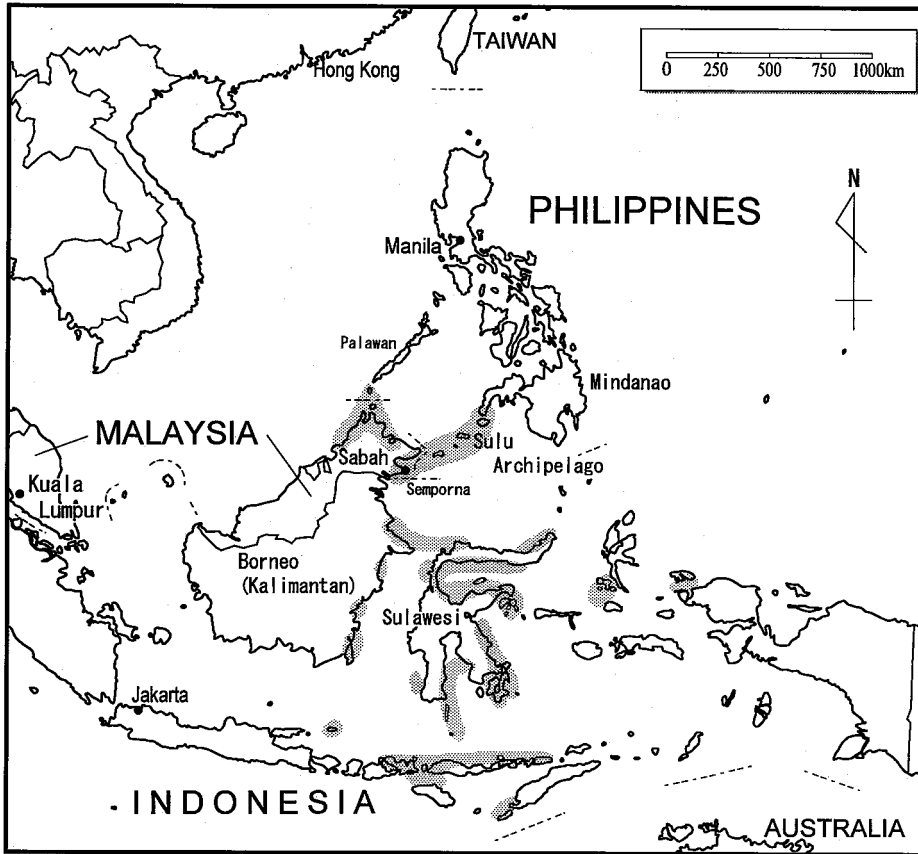 TAIWAN
Hong Kong
0 250 500 750 1000km
N
PHILIPPINES
Manila
Palawan
Mindanao
MALAYSIA
Sulu
Archipelago
Sabah
Semporna
Kuala
Lumpur
Borneo
(Kalimantan)
Sulawesi
Jakarta
INDONESIA
AUSTRALIA